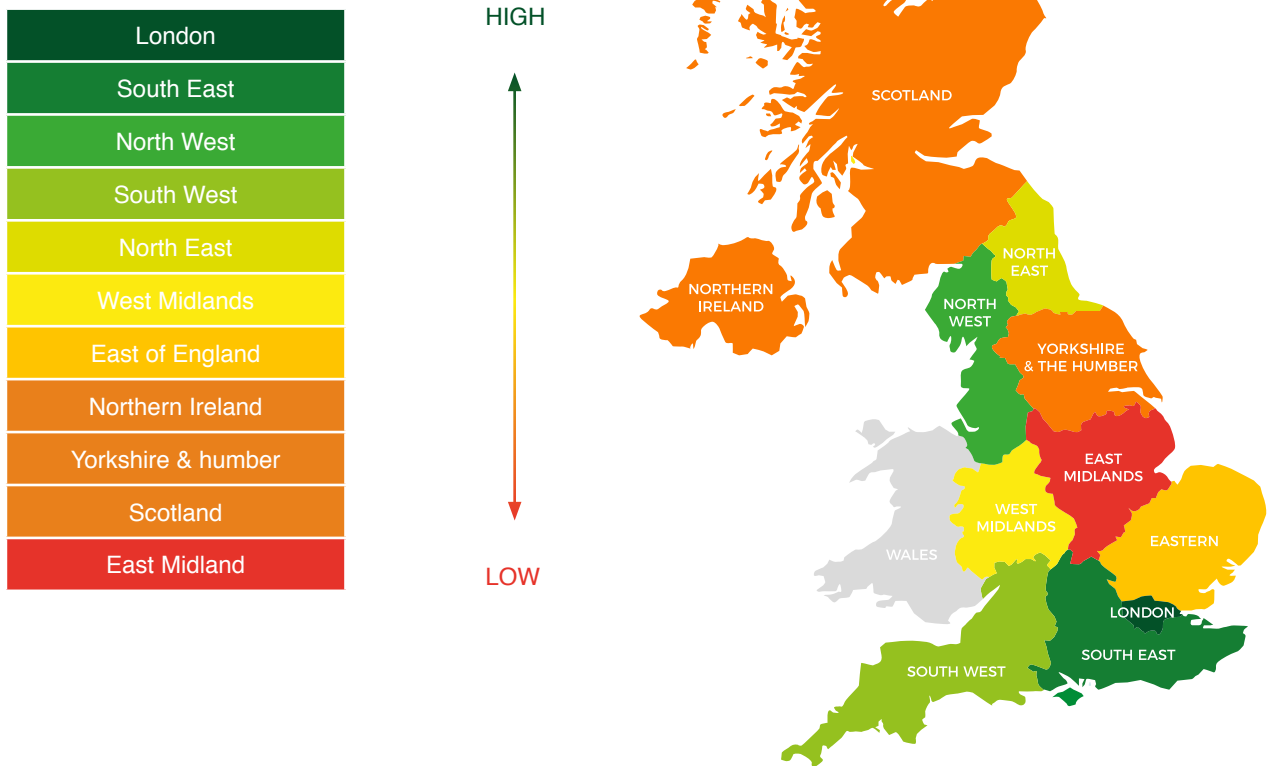 London
South East
North West
South West
North East
West Midlands
East of England
Northern Ireland
Yorkshire & humber
Scotland
East Midland
HIGH
LOW
SCOTLAND
NORTH
EAST
NORTHERN
IRELAND
NORTH
WEST
YORKSHIRE
& THE HUMBER
EAST
MIDLANDS
WEST
MIDLANDS
EASTERN
WALES
LONDON
SOUTH EAST
SOUTH WEST